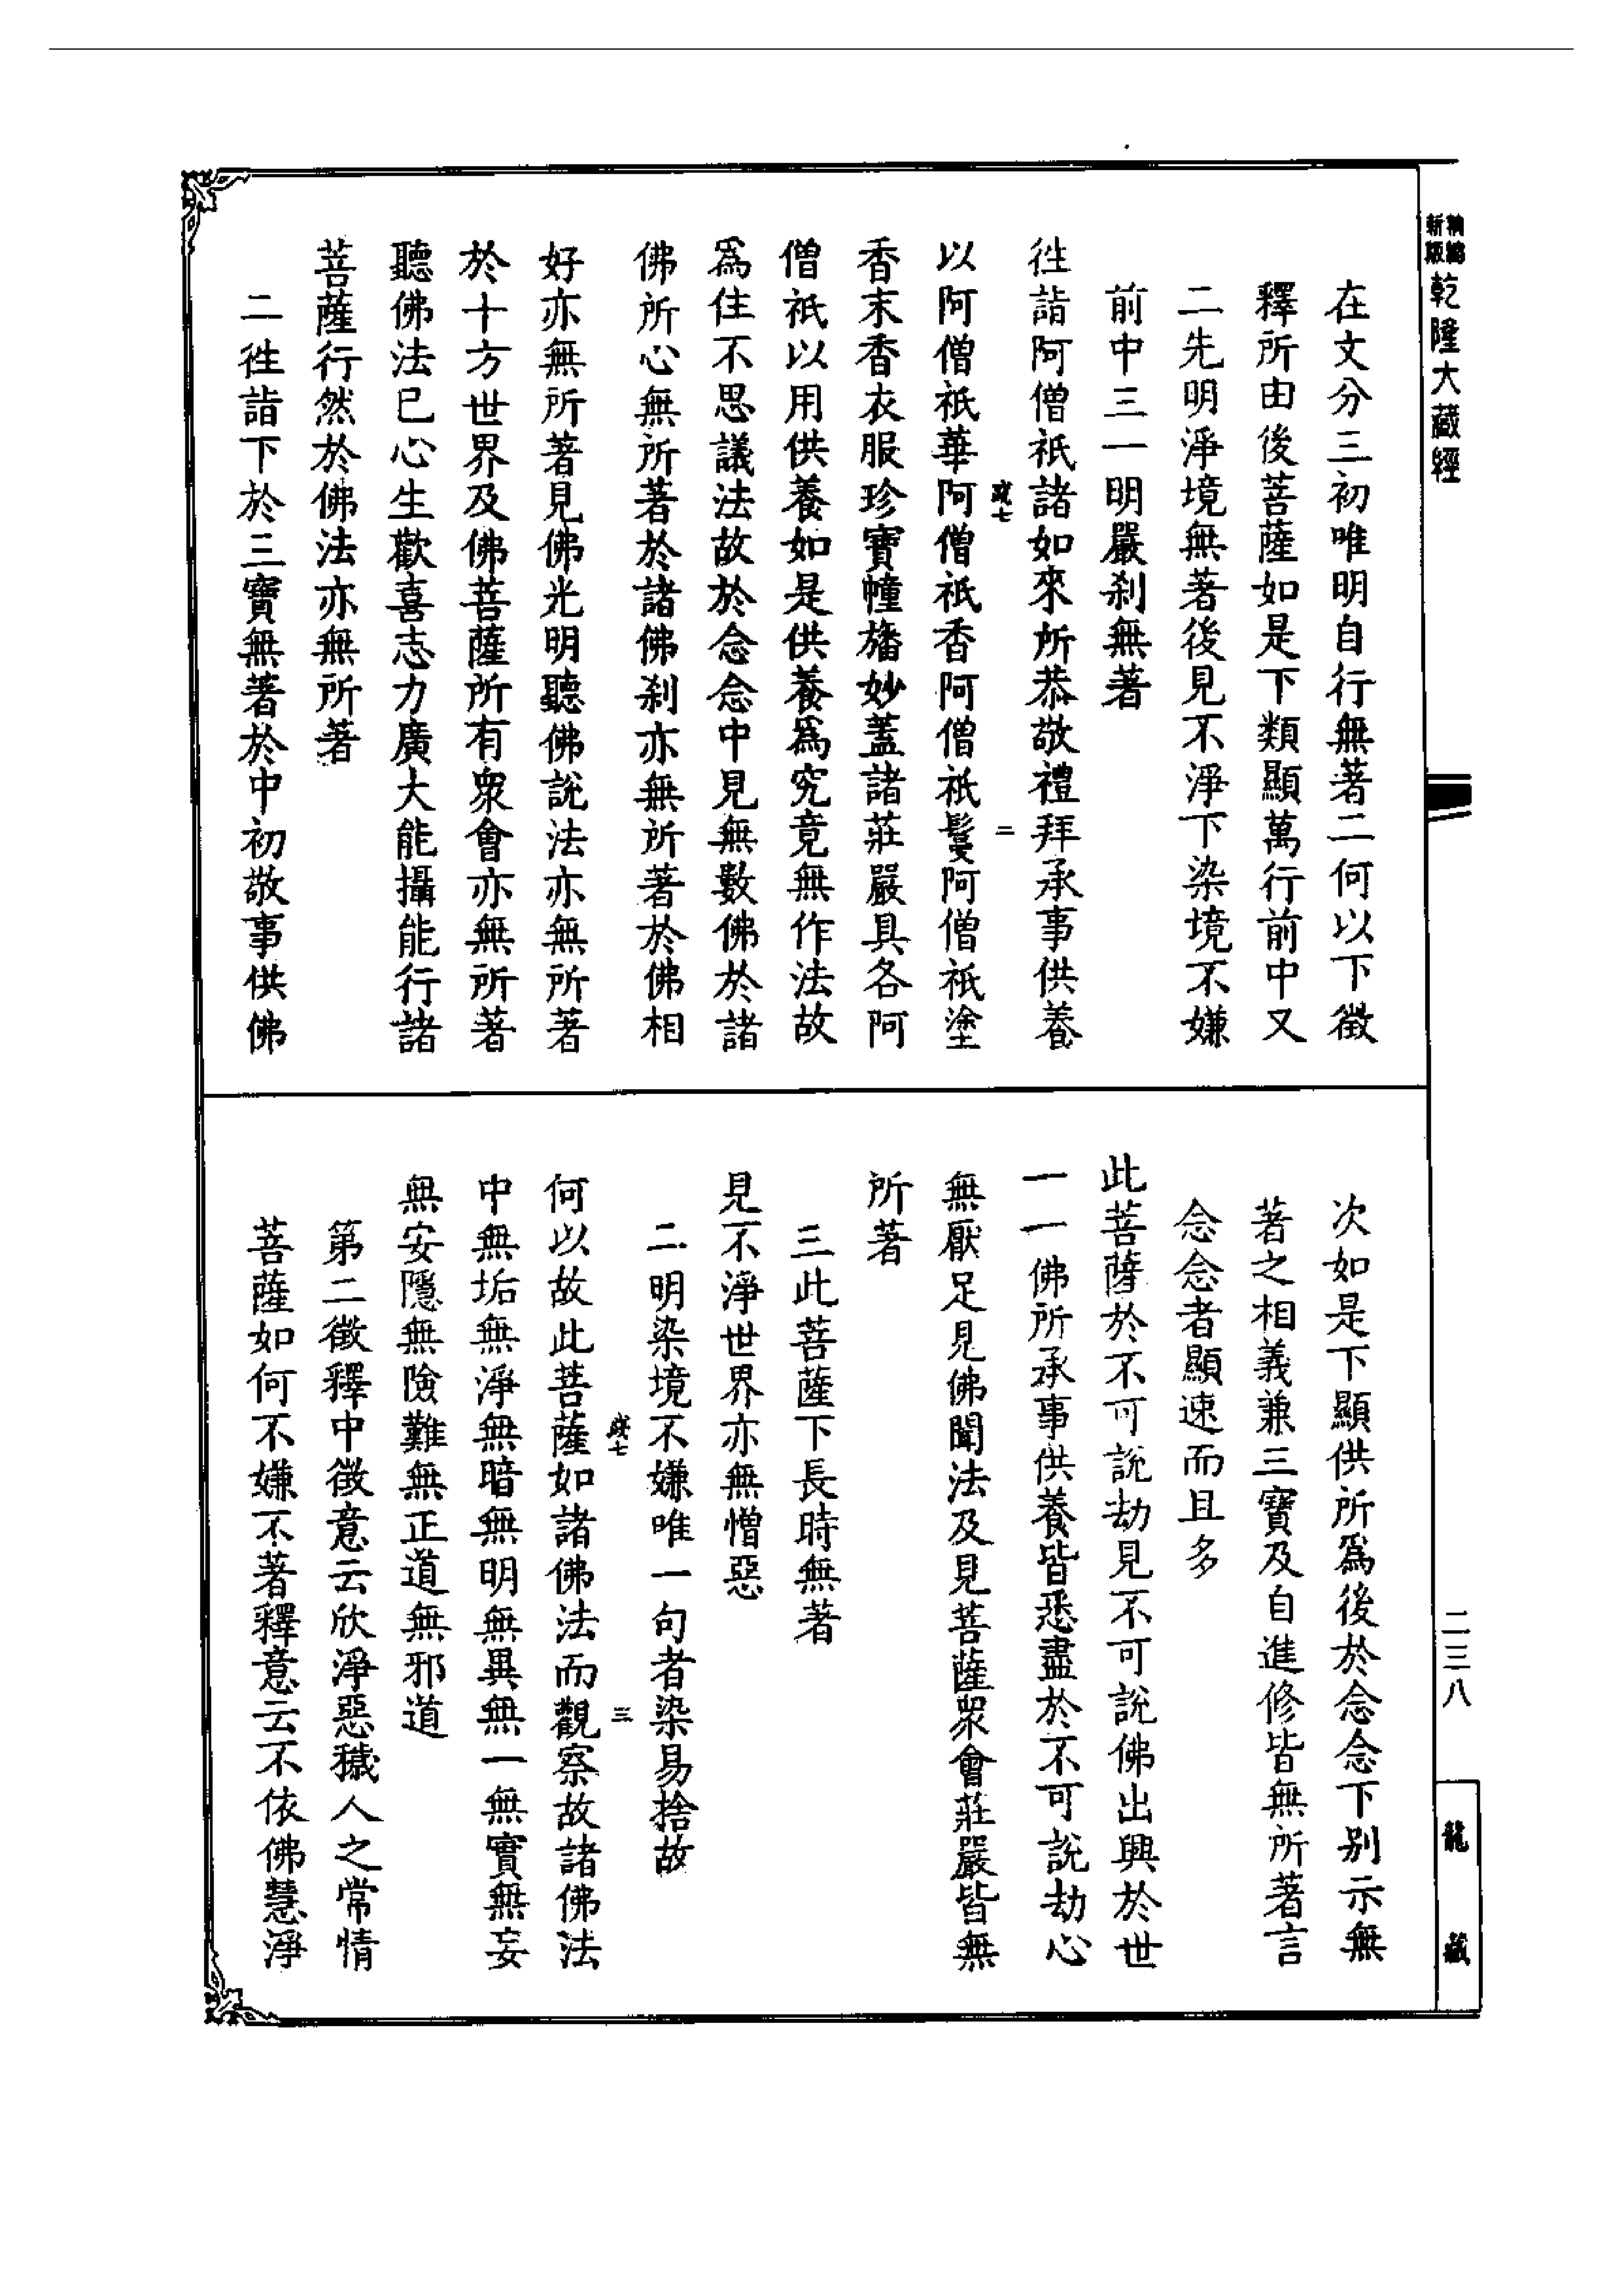 新版精編乾隆大藏經
在文分三初唯明自行無著二何以下徵
釋所由後菩薩如是下類顯萬行前中又
二先明淨境無著後見不淨下染境不嫌
前中三一明嚴剎無著
徃詣阿僧祇諸如來所恭敬禮拜承事供養
二
以阿僧祇華阿僧祇香阿僧祇鬘阿僧祇塗
香末香衣服珍寶幢旛妙蓋諸莊嚴具各阿
僧祇以用供養如是供養爲究竟無作法故
爲住不思議法故於念念中見無數佛於諸
佛所心無所著於諸佛刹亦無所著於佛相
好亦無所著見佛光明聽佛說法亦無所著
於十方世界及佛菩薩所有衆會亦無所著
聽佛法已心生歡喜志力廣大能攝能行諸
菩薩行然於佛法亦無所著
二徃詣下於三寶無著於中初敬事供佛
次如是下顯供所爲後於念念下別示無
著之相義兼三寶及自進修皆無所著言
念念者顯速而且多
此菩薩於不可說劫見不可說佛出興於世
一一佛所承事供養皆悉盡於不可說劫心
無厭足見佛聞法及見菩薩衆會莊嚴皆無
所著
三此菩薩下長時無著
見不淨世界亦無憎惡
二明染境不嫌唯一句者染易捨故
三
何以故此菩薩如諸佛法而觀察故諸佛法
中無垢無淨無暗無明無異無一無實無妄
無安隱無險難無正道無邪道
第二徵釋中徵意云欣淨惡穢人之常情
菩薩如何不嫌不著釋意云不依佛慧淨
二三八
龍藏